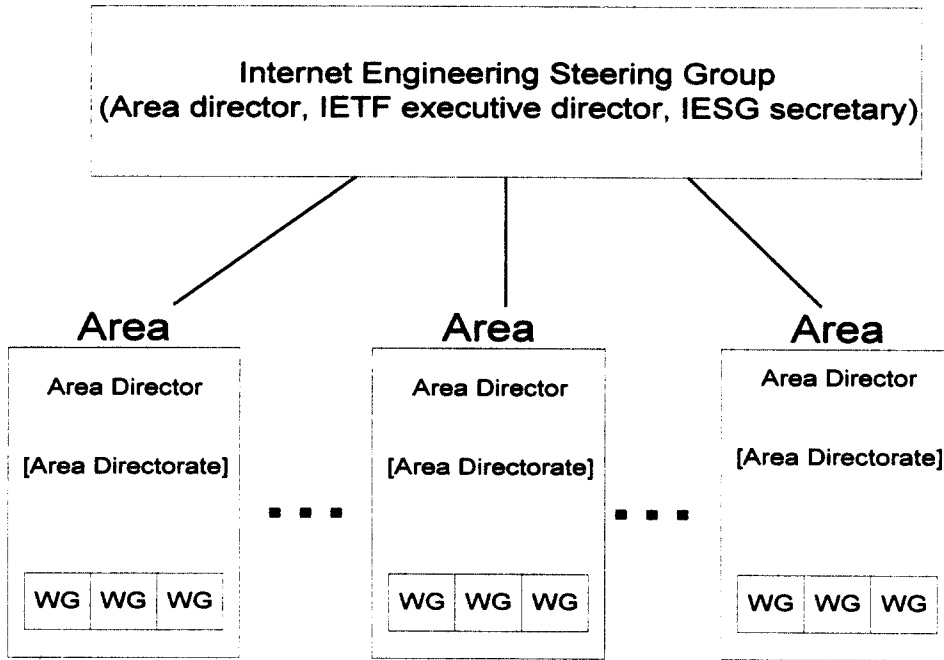 Internet Engineering Steering Group
(Area director, IETF executive director, IESG secretary)
Area
Area Director
[Area Directorate]
WG WG WG
Area
Area Director
[Area Directorate]
WG WG WG
Area
Area Director
[Area Directorate]
WG WG WG